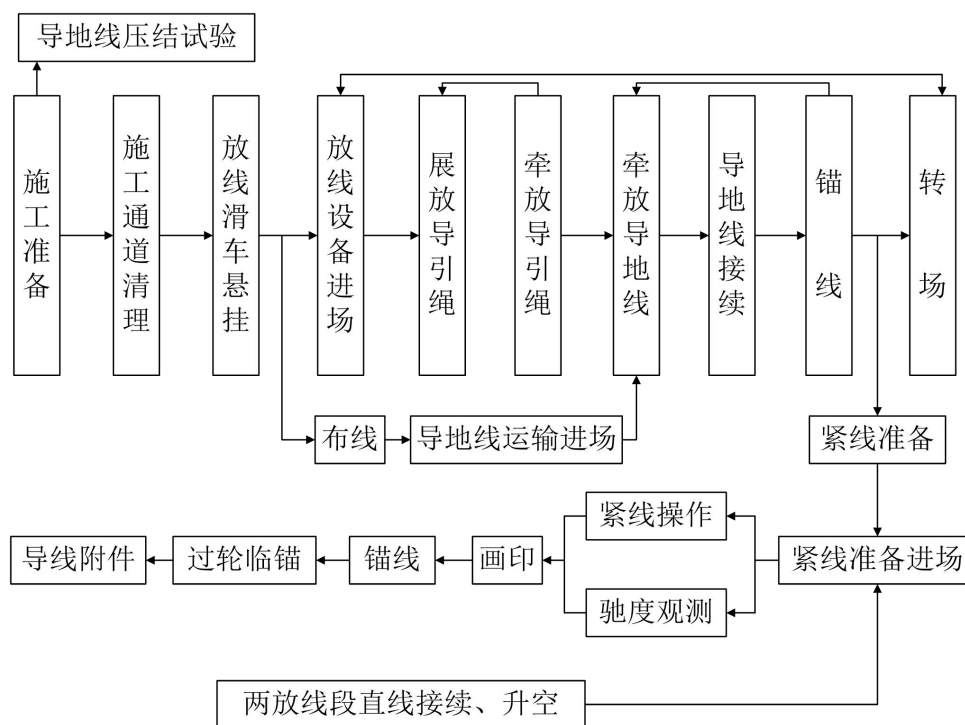 导地线压结试验
施工准备
施工通道清理
放线滑车悬挂
放线设备进场
展放导引绳
牵放导引绳
牵放导地线
导地线接续
锚线
转场
布线
导地线运输进场
紧线准备
紧线操作
导线附件
过轮临锚
锚线
画印
紧线准备进场
驰度观测
两放线段直线接续、升空